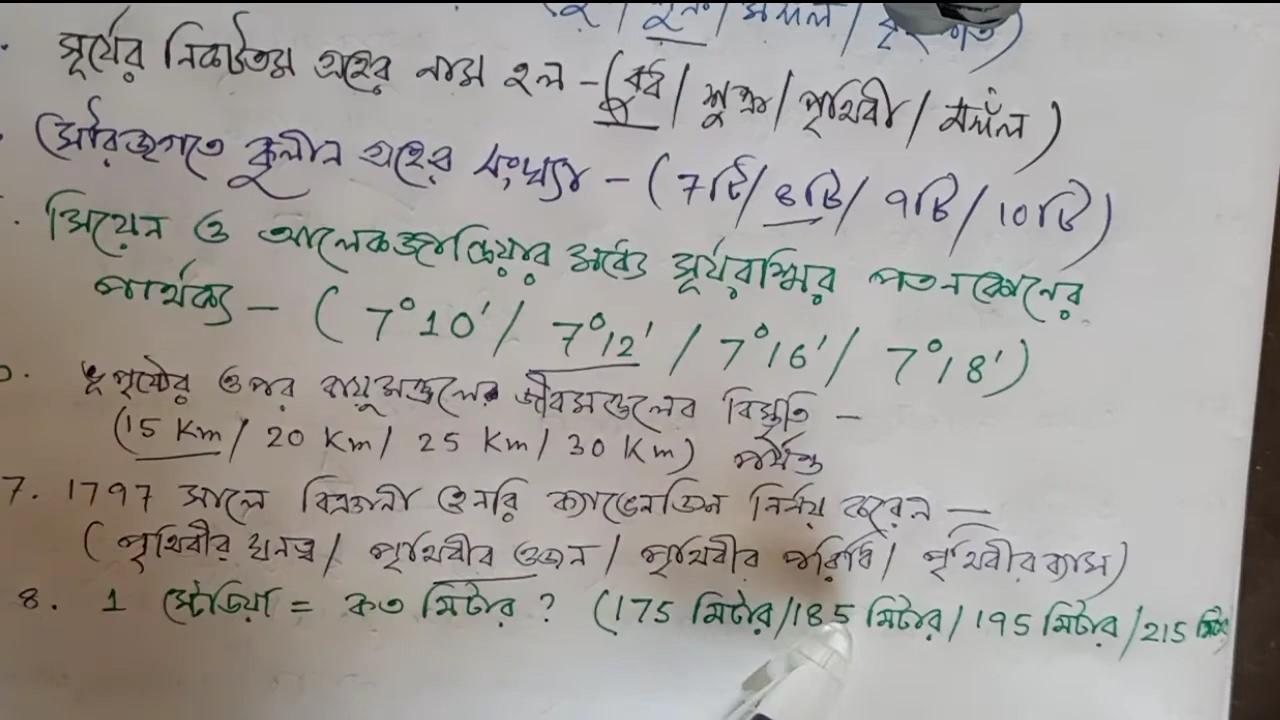 সূর্যের নিকটতম গ্রহের নাম হল - (বুধ / শুক্র / পৃথিবী / মঙ্গল)
সৌরজগতে কুলীন গ্রহের সংখ্যা - (7টি / 8টি / 9টি / 10টি)
সিয়েন ও আলেকজান্দ্রিয়ার মধ্যে সূর্যরশ্মির পতনকোণের
পার্থক্য - ( 7°10' / 7°12' / 7°16' / 7°18')
ভূপৃষ্ঠের ওপর বায়ুমণ্ডলের জীবমণ্ডলের বিস্তৃতি -
(15 Km / 20 Km / 25 Km / 30 Km) পর্যন্ত
7. 1797 সালে বিজ্ঞানী হেনরি ক্যাভেনডিস নির্ণয় করেন —
( পৃথিবীর ঘনত্ব / পৃথিবীর ওজন / পৃথিবীর পরিধি / পৃথিবীর ব্যাস)
8. 1 স্টেডিয়া = কত মিটার ? (175 মিটার / 185 মিটার / 195 মিটার / 215